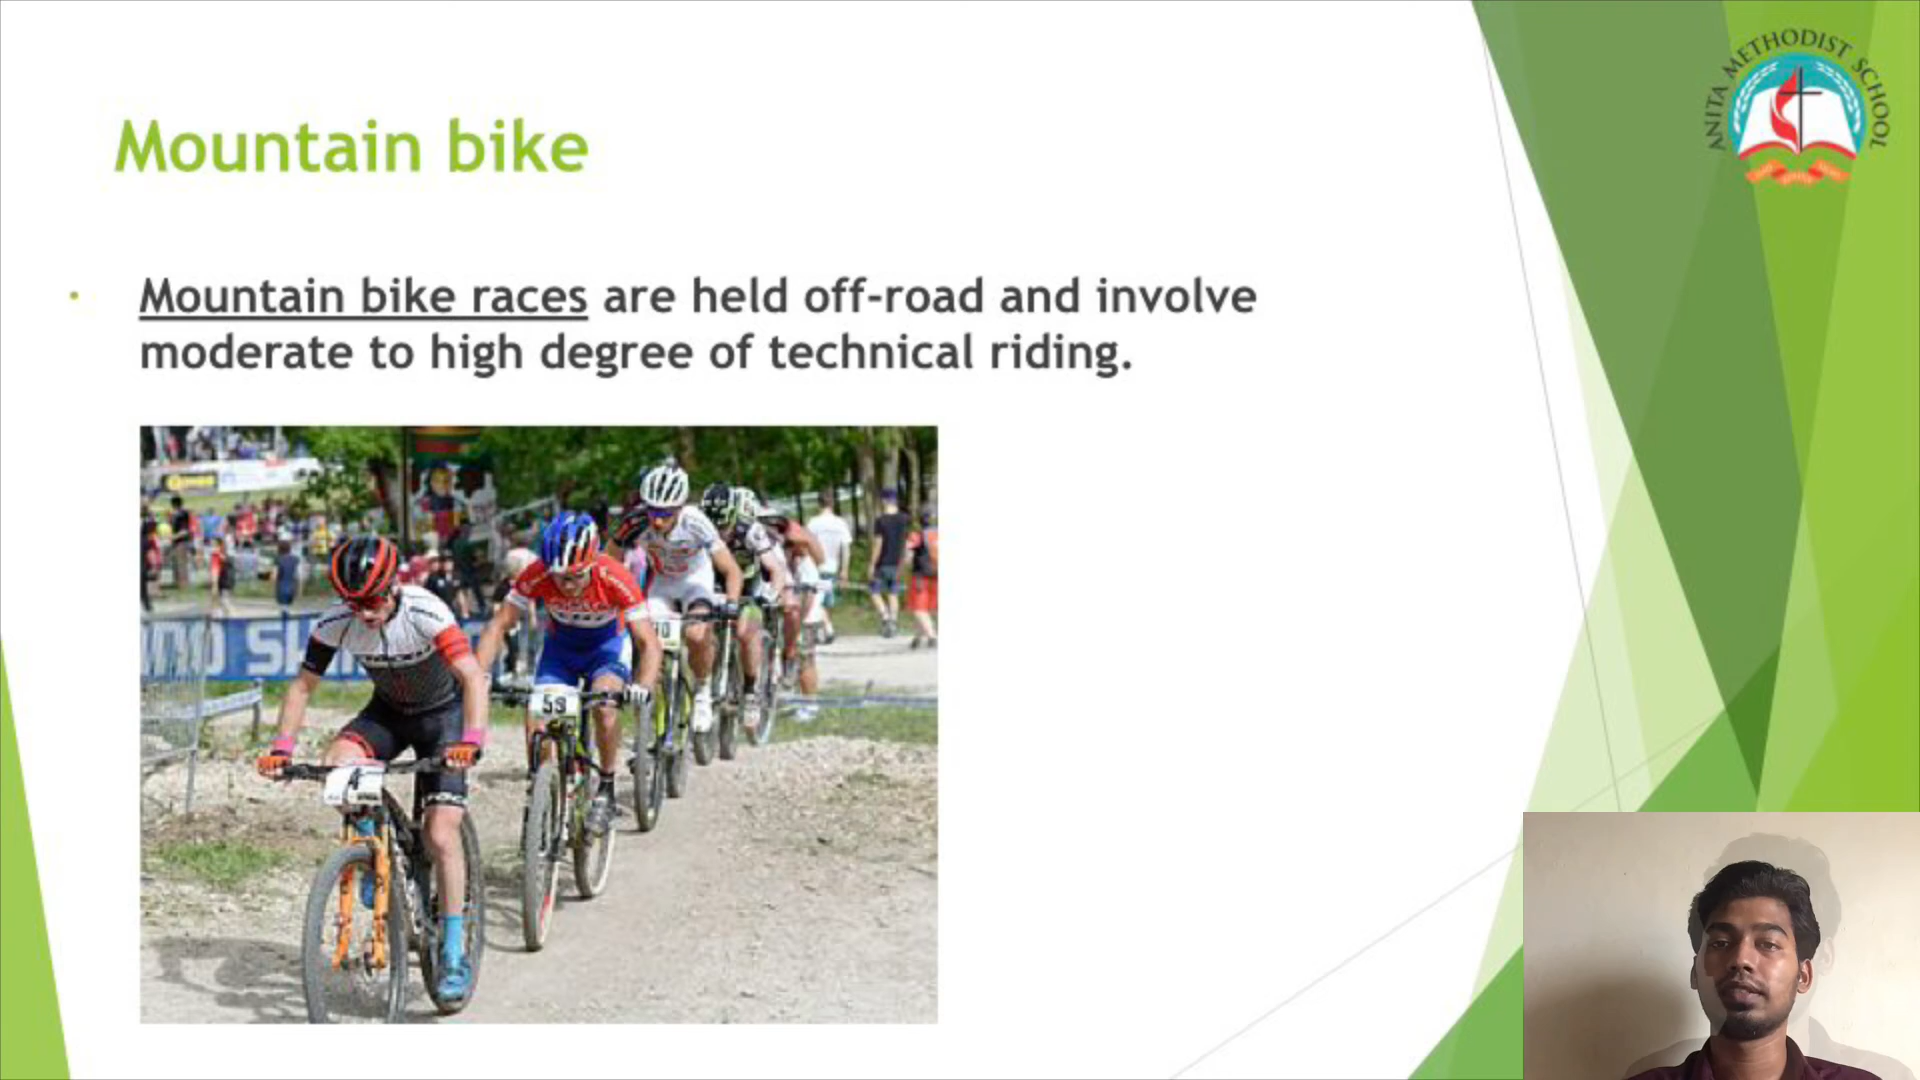 ANITA METHODIST SCHOOL
Mountain bike
Mountain bike races are held off-road and involve
moderate to high degree of technical riding.
59